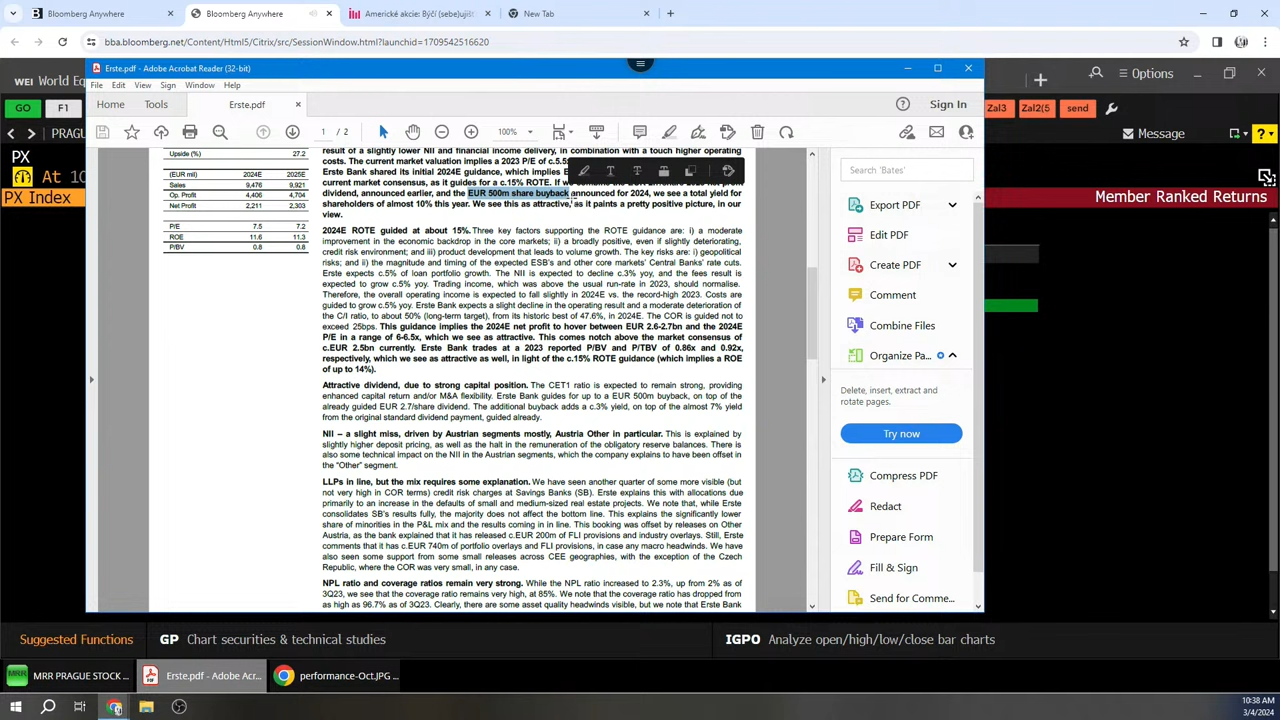 Bloomberg Anywhere
Bloomberg Anywhere
Americké akcie: Býčí (sebe)ujišť
New Tab
bba.bloomberg.net/Content/Html5/Citrix/src/SessionWindow.html?launchid=1709542516620
WEI World Equ
Erste.pdf - Adobe Acrobat Reader (32-bit)
Options
File Edit View Sign Window Help
GO F1
Home Tools Erste.pdf
Sign In
Zal3 Zal2(5 send
PRAGUE
1 / 2
100%
Message
PX
At 10
PX Index
Member Ranked Returns
Upside (%) 27.2
(EUR mil) 2024E 2025E
Sales 9,476 9,921
Op. Profit 4,406 4,704
Net Profit 2,211 2,303
P/E 7.5 7.2
ROE 11.6 11.3
P/BV 0.8 0.8
result of a slightly lower NII and financial income delivery, in combination with a touch higher operating
costs. The current market valuation implies a 2023 P/E of c.5.5
Erste Bank shared its initial 2024E guidance, which implies E
current market consensus, as it guides for a c.15% ROTE. If we
dividend, announced earlier, and the EUR 500m share buyback announced for 2024, we see a total yield for
shareholders of almost 10% this year. We see this as attractive, as it paints a pretty positive picture, in our
view.
2024E ROTE guided at about 15%. Three key factors supporting the ROTE guidance are: i) a moderate
improvement in the economic backdrop in the core markets; ii) a broadly positive, even if slightly deteriorating,
credit risk environment; and iii) product development that leads to volume growth. The key risks are: i) geopolitical
risks; and ii) the magnitude and timing of the expected ESB's and other core markets' Central Banks' rate cuts.
Erste expects c.5% of loan portfolio growth. The NII is expected to decline c.3% yoy, and the fees result is
expected to grow c.5% yoy. Trading income, which was above the usual run-rate in 2023, should normalise.
Therefore, the overall operating income is expected to fall slightly in 2024E vs. the record-high 2023. Costs are
guided to grow c.5% yoy. Erste Bank expects a slight decline in the operating result and a moderate deterioration of
the C/I ratio, to about 50% (long-term target), from its historic best of 47.6%, in 2024E. The COR is guided not to
exceed 25bps. This guidance implies the 2024E net profit to hover between EUR 2.6-2.7bn and the 2024E
P/E in a range of 6-6.5x, which we see as attractive. This comes notch above the market consensus of
c.EUR 2.5bn currently. Erste Bank trades at a 2023 reported P/BV and P/TBV of 0.86x and 0.92x,
respectively, which we see as attractive as well, in light of the c.15% ROTE guidance (which implies a ROE
of up to 14%).
Attractive dividend, due to strong capital position. The CET1 ratio is expected to remain strong, providing
enhanced capital return and/or M&A flexibility. Erste Bank guides for up to a EUR 500m buyback, on top of the
already guided EUR 2.7/share dividend. The additional buyback adds a c.3% yield, on top of the almost 7% yield
from the original standard dividend payment, guided already.
NII – a slight miss, driven by Austrian segments mostly, Austria Other in particular. This is explained by
slightly higher deposit pricing, as well as the halt in the remuneration of the obligatory reserve balances. There is
also some technical impact on the NII in the Austrian segments, which the company explains to have been offset in
the "Other" segment.
LLPs in line, but the mix requires some explanation. We have seen another quarter of some more visible (but
not very high in COR terms) credit risk charges at Savings Banks (SB). Erste explains this with allocations due
primarily to an increase in the defaults of small and medium-sized real estate projects. We note that, while Erste
consolidates SB's results fully, the majority does not affect the bottom line. This explains the significantly lower
share of minorities in the P&L mix and the results coming in in line. This booking was offset by releases on Other
Austria, as the bank explained that it has released c.EUR 200m of FLI provisions and industry overlays. Still, Erste
comments that it has c.EUR 740m of portfolio overlays and FLI provisions, in case any macro headwinds. We have
also seen some support from some small releases across CEE geographies, with the exception of the Czech
Republic, where the COR was very small, in any case.
NPL ratio and coverage ratios remain very strong. While the NPL ratio increased to 2.3%, up from 2% as of
3Q23, we see that the coverage ratio remains very high, at 85%. We note that the coverage ratio has dropped from
as high as 96.7% as of 3Q23. Clearly, there are some asset quality headwinds visible, but we note that Erste Bank
Search 'Bates'
Export PDF
Edit PDF
Create PDF
Comment
Combine Files
Organize Pa...
Delete, insert, extract and
rotate pages.
Try now
Compress PDF
Redact
Prepare Form
Fill & Sign
Send for Comme...
Suggested Functions GP Chart securities & technical studies IGPO Analyze open/high/low/close bar charts
MRR PRAGUE STOCK ... Erste.pdf - Adobe Ac... performance-Oct.JPG ...
10:38 AM
3/4/2024